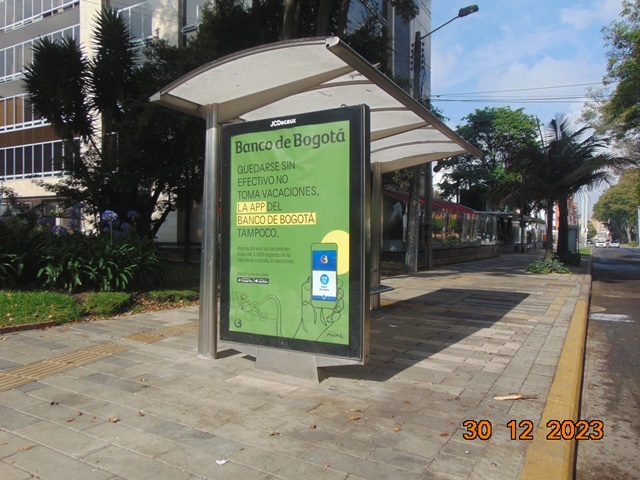 JCDecaux
Banco de Bogotá
QUEDARSE SIN
EFECTIVO NO
TOMA VACACIONES,
LA APP DEL
BANCO DE BOGOTÁ
TAMPOCO.
30 12 2023